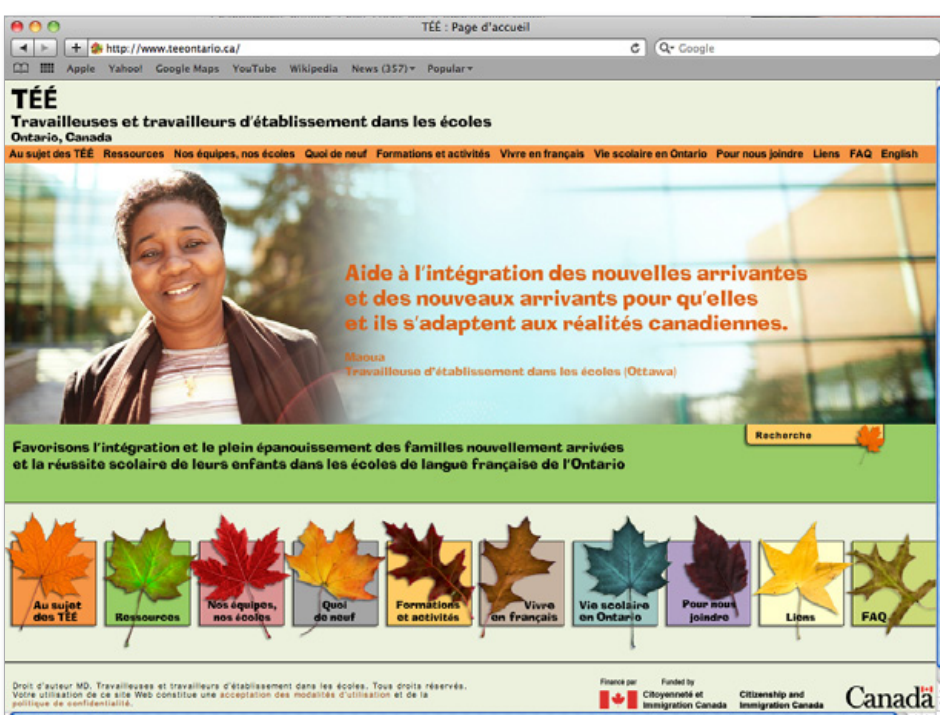 TÉÉ : Page d'accueil
http://www.teeontario.ca/
Google
Apple Yahoo! Google Maps YouTube Wikipedia News (357) Popular
TÉÉ
Travailleuses et travailleurs d'établissement dans les écoles
Ontario, Canada
Au sujet des TÉÉ Ressources Nos équipes, nos écoles Quoi de neuf Formations et activités Vivre en français Vie scolaire en Ontario Pour nous joindre Liens FAQ English
Aide à l'intégration des nouvelles arrivantes
et des nouveaux arrivants pour qu'elles
et ils s'adaptent aux réalités canadiennes.
Maoua
Travailleuse d'établissement dans les écoles (Ottawa)
Recherche
Favorisons l'intégration et le plein épanouissement des familles nouvellement arrivées
et la réussite scolaire de leurs enfants dans les écoles de langue française de l'Ontario
Au sujet
des TÉÉ
Ressources
Nos équipes,
nos écoles
Quoi
de neuf
Formations
et activités
Vivre
en français
Vie scolaire
en Ontario
Pour nous
joindre
Liens
FAQ
Droit d'auteur MD. Travailleuses et travailleurs d'établissement dans les écoles. Tous droits réservés.
Votre utilisation de ce site Web constitue une acceptation des modalités d'utilisation et de la
politique de confidentialité.
Financé par Funded by
Citoyenneté et
Immigration Canada
Citizenship and
Immigration Canada
Canada